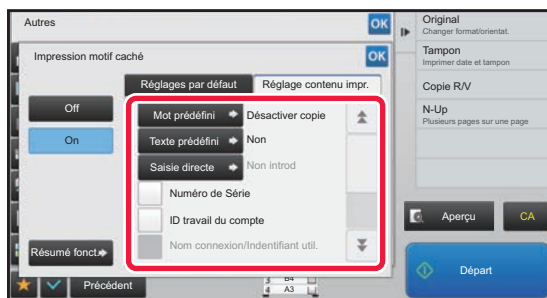 Autres
OK
Impression motif caché
OK
Réglages par défaut
Réglage contenu impr.
Off
On
Mot prédéfini
Désactiver copie
Texte prédéfini
Non
Saisie directe
Non introd
Numéro de Série
ID travail du compte
Nom connexion/Indentifiant util.
Résumé fonct.
Précédent
B4
A3
Original
Changer format/orientat.
Tampon
Imprimer date et tampon
Copie R/V
N-Up
Plusieurs pages sur une page
Aperçu
CA
Départ